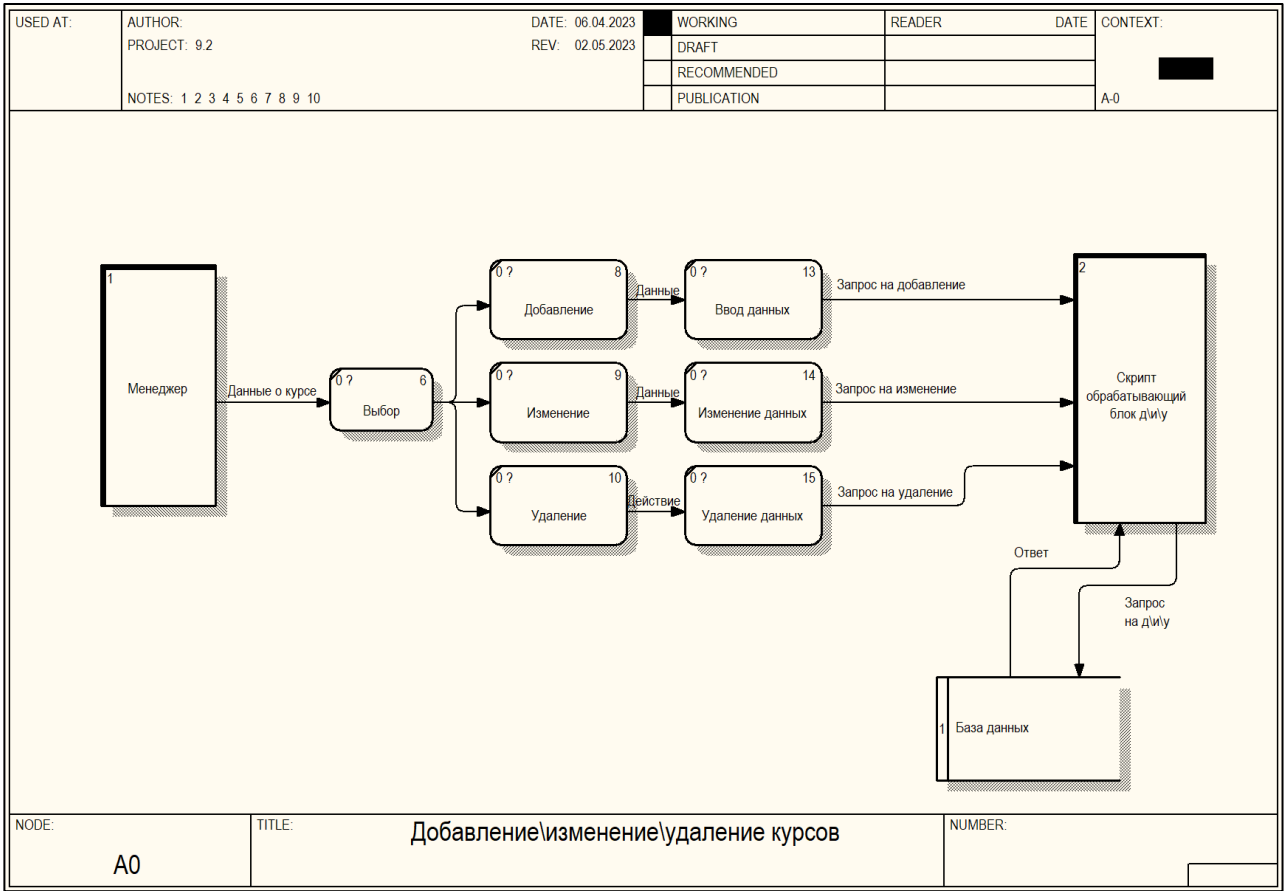 USED AT:
AUTHOR:
DATE: 06.04.2023
WORKING
READER
DATE
CONTEXT:
PROJECT: 9.2
REV: 02.05.2023
DRAFT
RECOMMENDED
NOTES: 1 2 3 4 5 6 7 8 9 10
PUBLICATION
A-0
1
Менеджер
Данные о курсе
0 ?
6
Выбор
0 ?
8
Добавление
Данные
0 ?
13
Ввод данных
Запрос на добавление
0 ?
9
Изменение
Данные
0 ?
14
Изменение данных
Запрос на изменение
0 ?
10
Удаление
Действие
0 ?
15
Удаление данных
Запрос на удаление
2
Скрипт
обрабатывающий
блок д\и\у
Ответ
Запрос
на д\и\у
1
База данных
NODE:
A0
TITLE:
Добавление\изменение\удаление курсов
NUMBER: